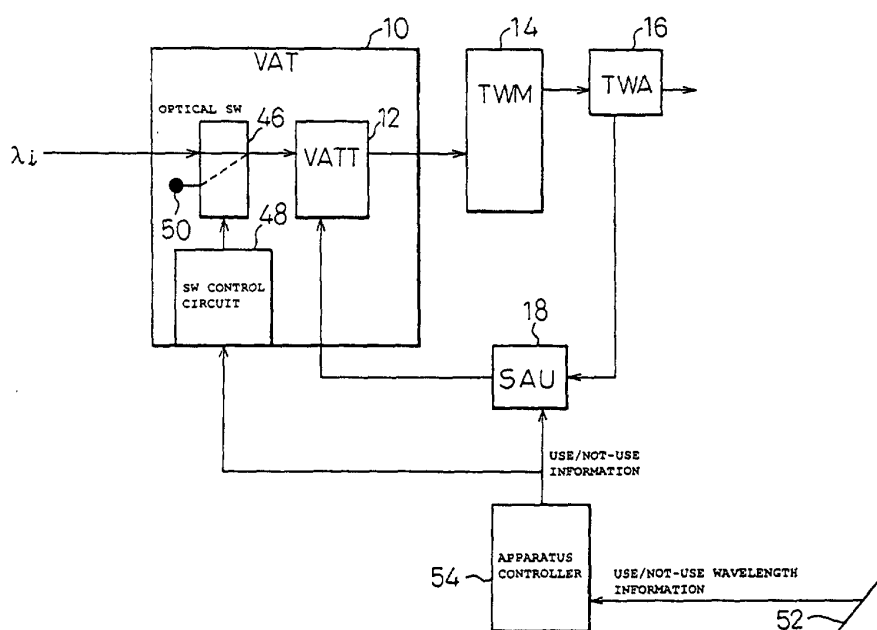 10
VAT
14
16
OPTICAL SW
46
12
TWM
TWA
λi
VATT
50
48
SW CONTROL
CIRCUIT
18
SAU
USE/NOT-USE
INFORMATION
54
APPARATUS
CONTROLLER
USE/NOT-USE WAVELENGTH
INFORMATION
52